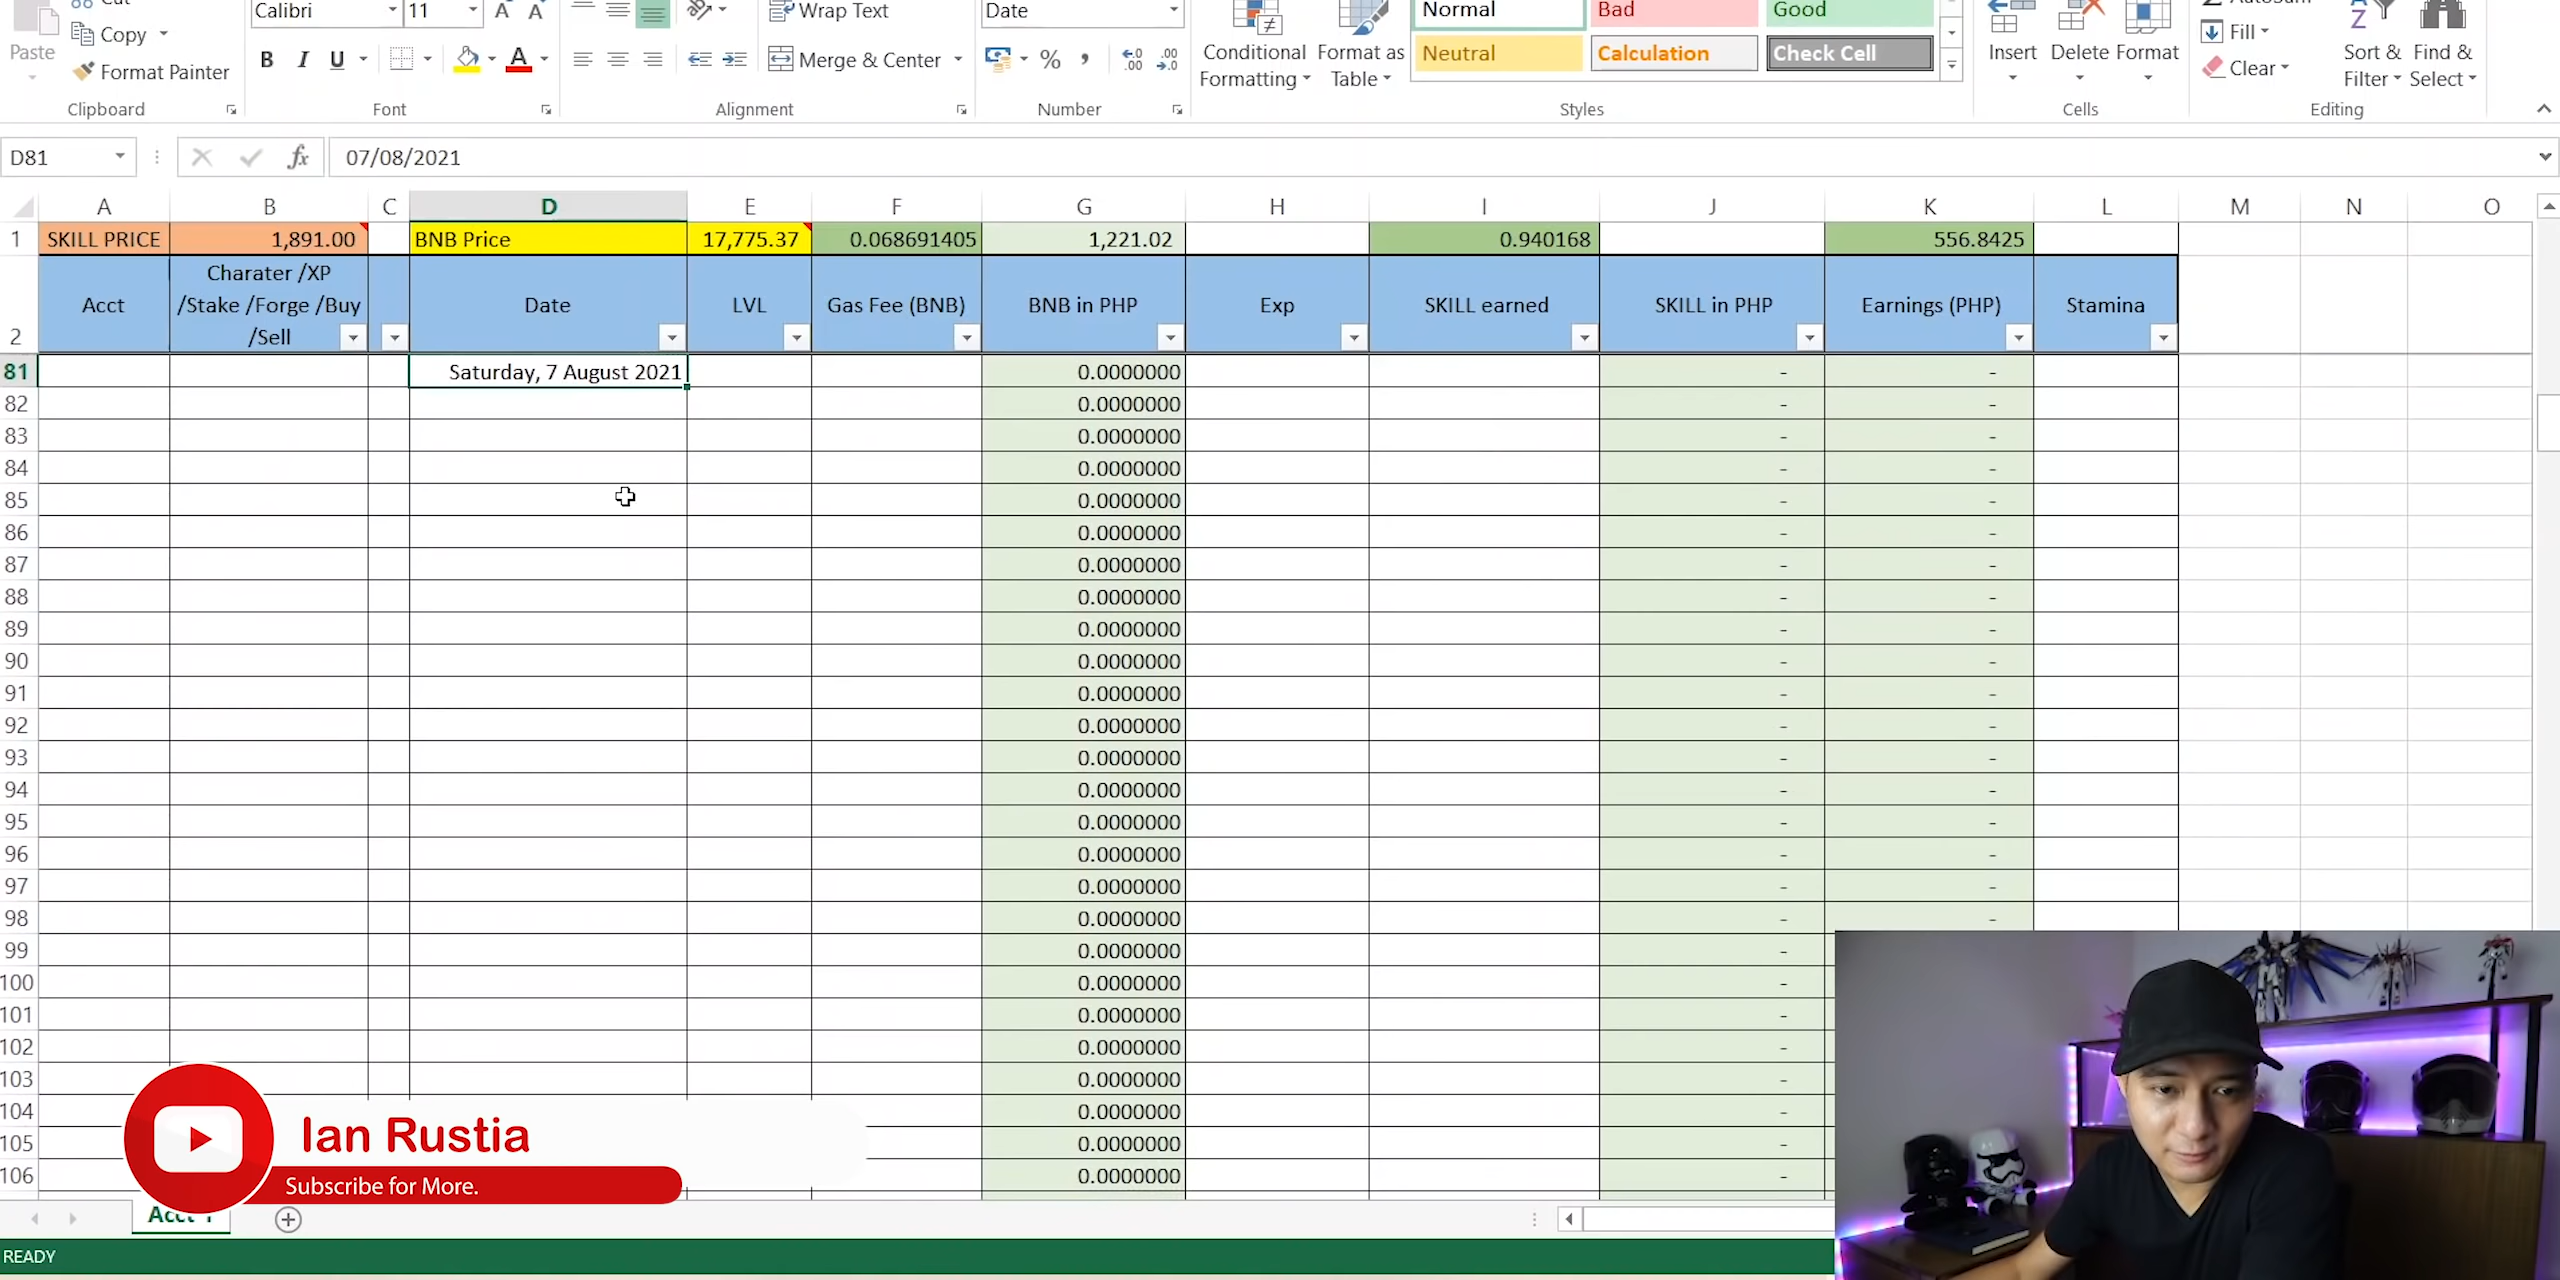 Cut
Calibri 11 A A Wrap Text Date Normal Bad Good
Paste Copy Fill
B I U A Merge & Center % , Conditional Formatting Format as Table Neutral Calculation Check Cell Insert Delete Format Sort & Filter Find & Select
Format Painter Clear
Clipboard Font Alignment Number Styles Cells Editing
D81 fx 07/08/2021
A B C D E F G H I J K L M N O
1 SKILL PRICE 1,891.00 BNB Price 17,775.37 0.068691405 1,221.02 0.940168 556.8425
2 Acct Charater /XP /Stake /Forge /Buy /Sell Date LVL Gas Fee (BNB) BNB in PHP Exp SKILL earned SKILL in PHP Earnings (PHP) Stamina
81 Saturday, 7 August 2021 0.0000000 - -
82 0.0000000 - -
83 0.0000000 - -
84 0.0000000 - -
85 0.0000000 - -
86 0.0000000 - -
87 0.0000000 - -
88 0.0000000 - -
89 0.0000000 - -
90 0.0000000 - -
91 0.0000000 - -
92 0.0000000 - -
93 0.0000000 - -
94 0.0000000 - -
95 0.0000000 - -
96 0.0000000 - -
97 0.0000000 - -
98 0.0000000 - -
99 0.0000000 -
100 0.0000000 -
101 0.0000000 -
102 0.0000000 -
103 0.0000000 -
104 0.0000000 -
105 0.0000000 -
106 0.0000000 -
Ian Rustia
Subscribe for More.
READY